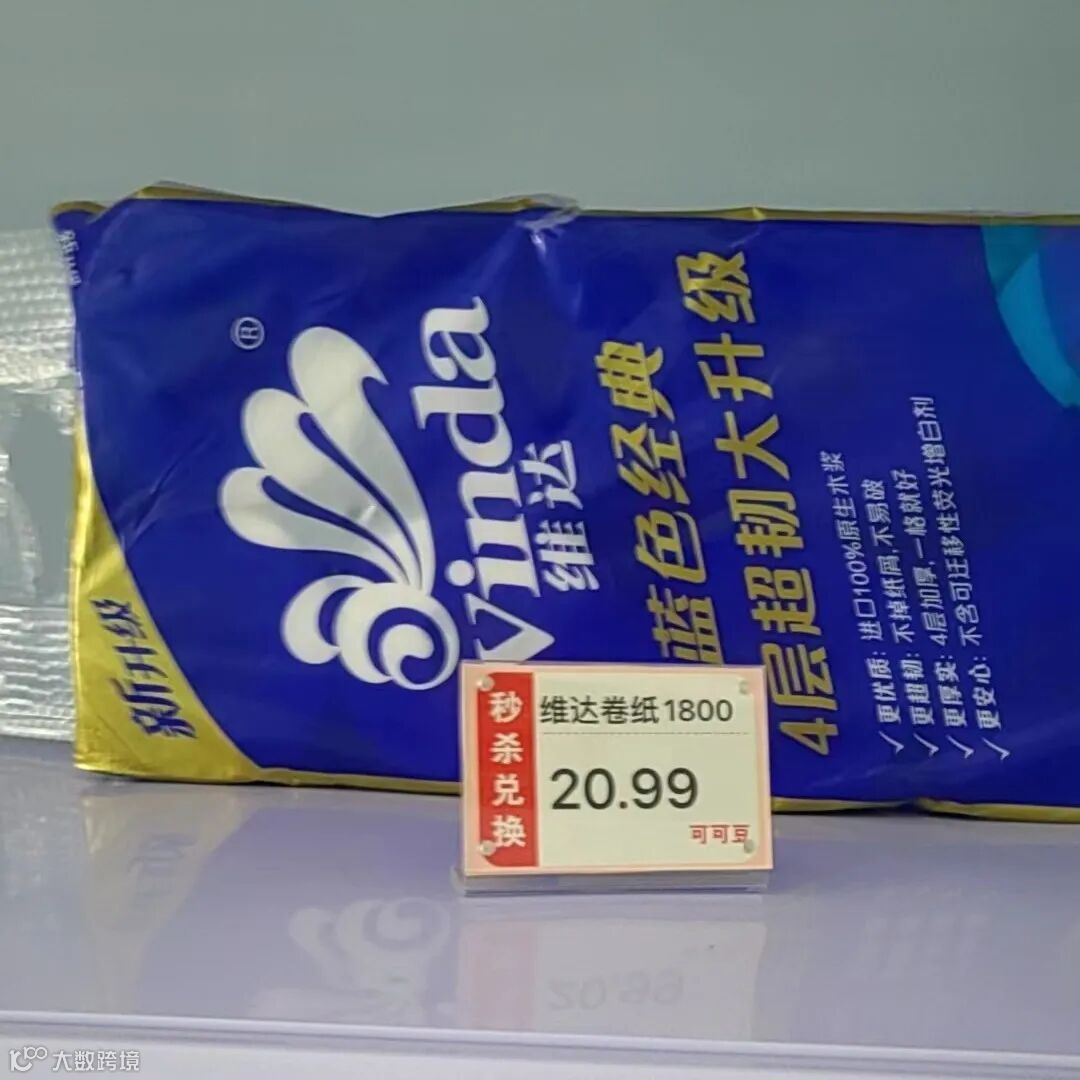 新升级
®
Vinda
维达
蓝色经典
4层超韧大升级
✓ 更优质: 进口100%原生木浆
✓ 更超韧: 不掉纸屑,不易破
✓ 更厚实: 4层加厚,一格就好
✓ 更安心: 不含可迁移性荧光增白剂
秒杀兑换
维达卷纸1800
20.99
可可豆
大数跨境